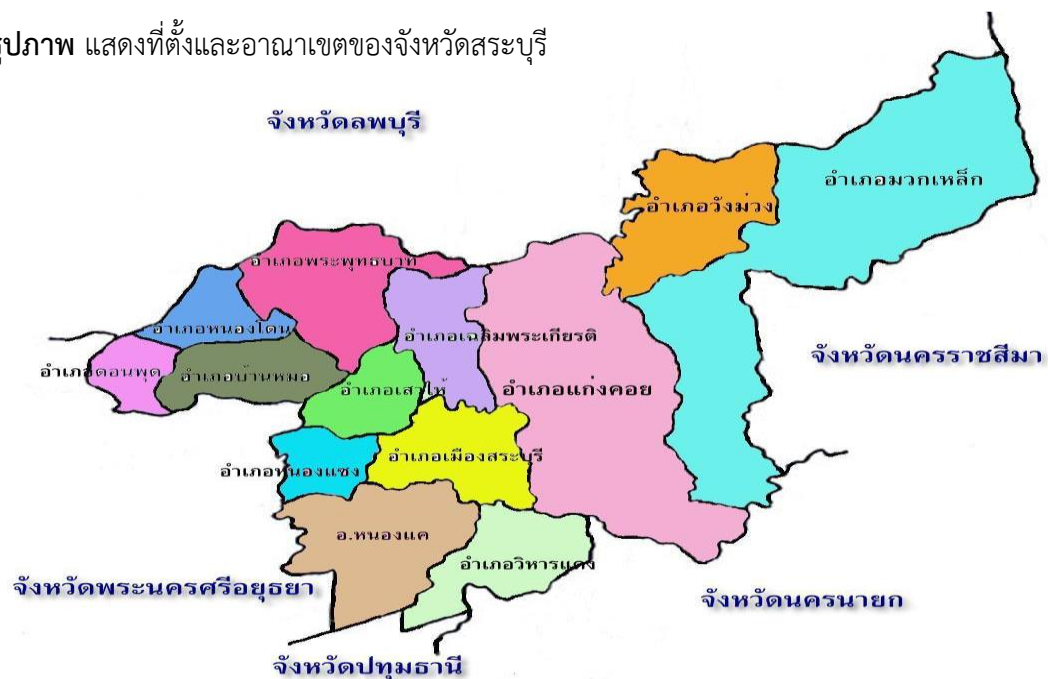 รูปภาพ แสดงที่ตั้งและอาณาเขตของจังหวัดสระบุรี
จังหวัดลพบุรี
อำเภอมวกเหล็ก
อำเภอวังม่วง
อำเภอพระพุทธบาท
อำเภอหนองโดน
อำเภอเฉลิมพระเกียรติ
จังหวัดนครราชสีมา
อำเภอดอนพุด
อำเภอบ้านหมอ
อำเภอเสาไห้
อำเภอแก่งคอย
อำเภอเมืองสระบุรี
อำเภอหนองแซง
อ.หนองแค
อำเภอวิหารแดง
จังหวัดพระนครศรีอยุธยา
จังหวัดนครนายก
จังหวัดปทุมธานี